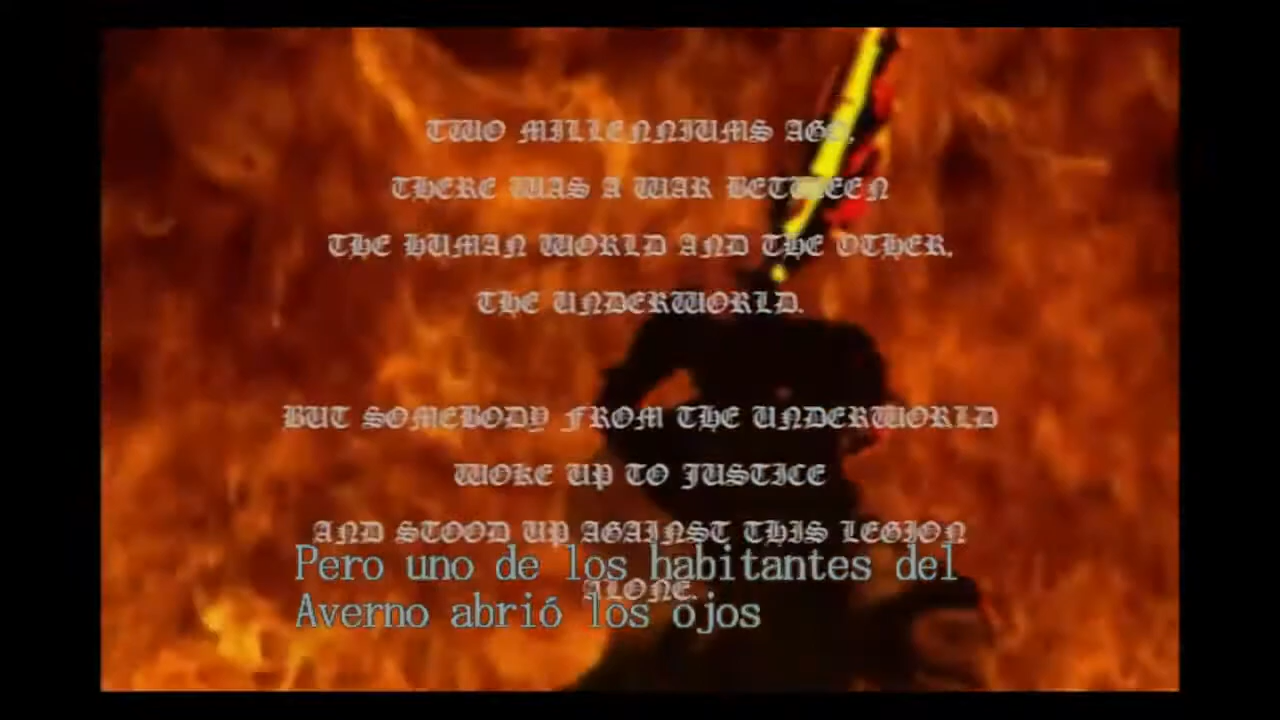 TWO MILLENNIUMS AGO,
THERE WAS A WAR BETWEEN
THE HUMAN WORLD AND THE OTHER,
THE UNDERWORLD.
BUT SOMEBODY FROM THE UNDERWORLD
WOKE UP TO JUSTICE
AND STOOD UP AGAINST THIS LEGION
ALONE.
Pero uno de los habitantes del
Averno abrió los ojos